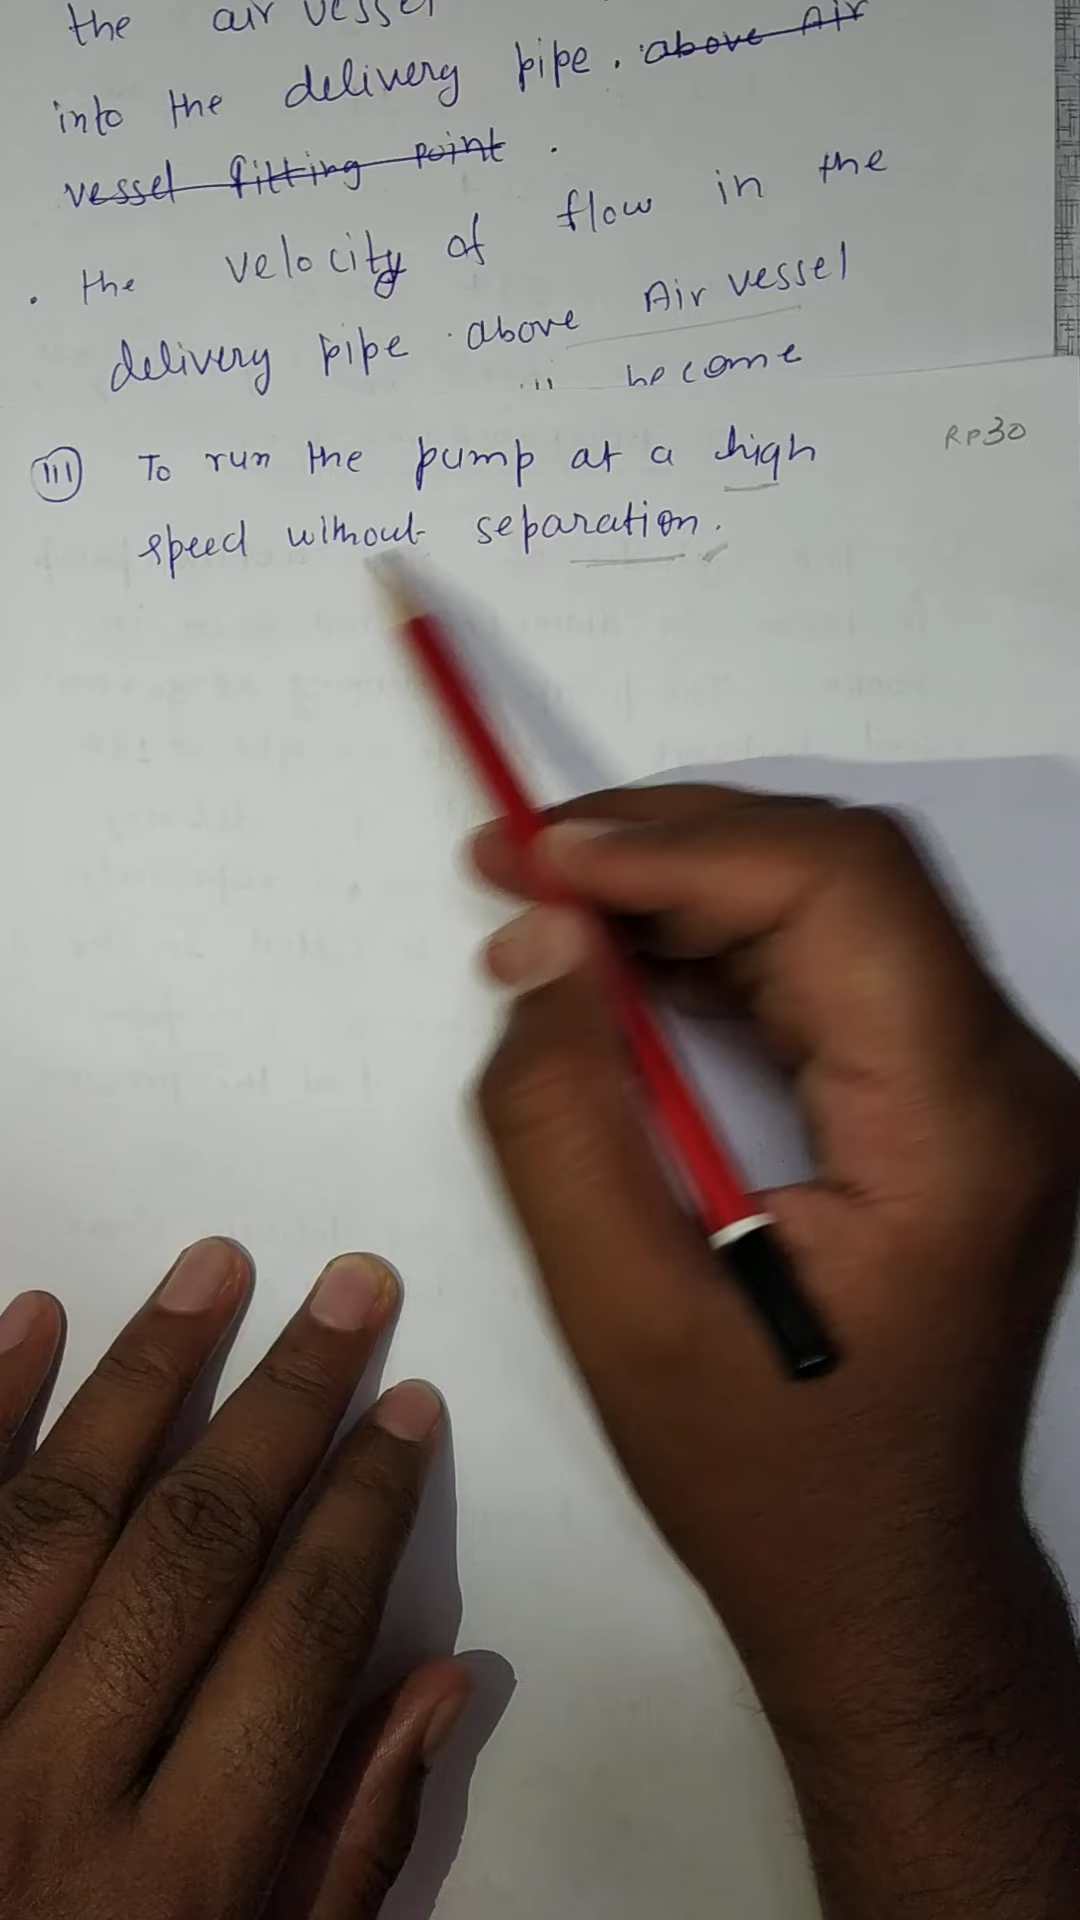 the air vessel
into the delivery pipe. above Air
vessel fitting point .
. the velocity of flow in the
delivery pipe above Air vessel
become
RP30
(iii) To run the pump at a high
speed without separation.